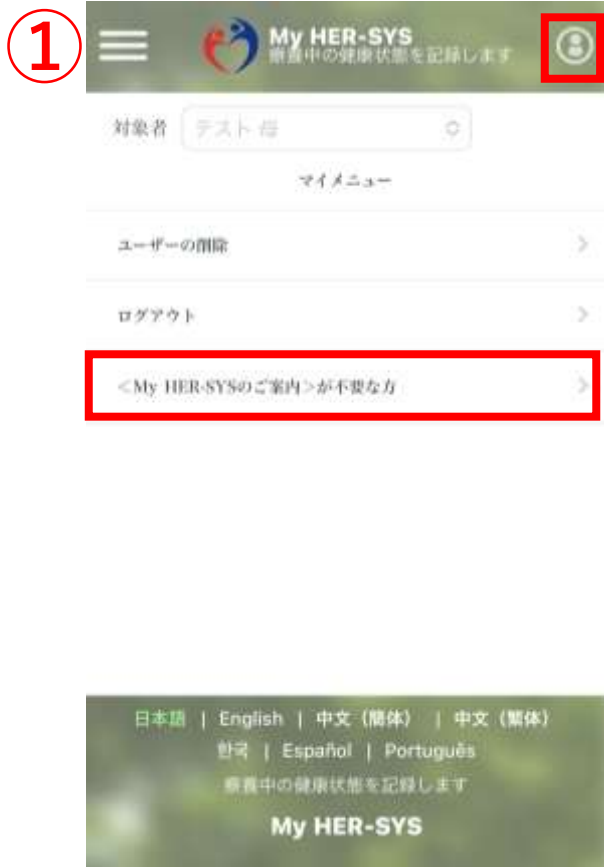 ①
My HER-SYS
療養中の健康状態を記録します
対象者 テスト 母
マイメニュー
ユーザーの削除
ログアウト
＜My HER-SYSのご案内＞が不要な方
日本語 | English | 中文（簡体） | 中文（繁体）
한국 | Español | Português
療養中の健康状態を記録します
My HER-SYS